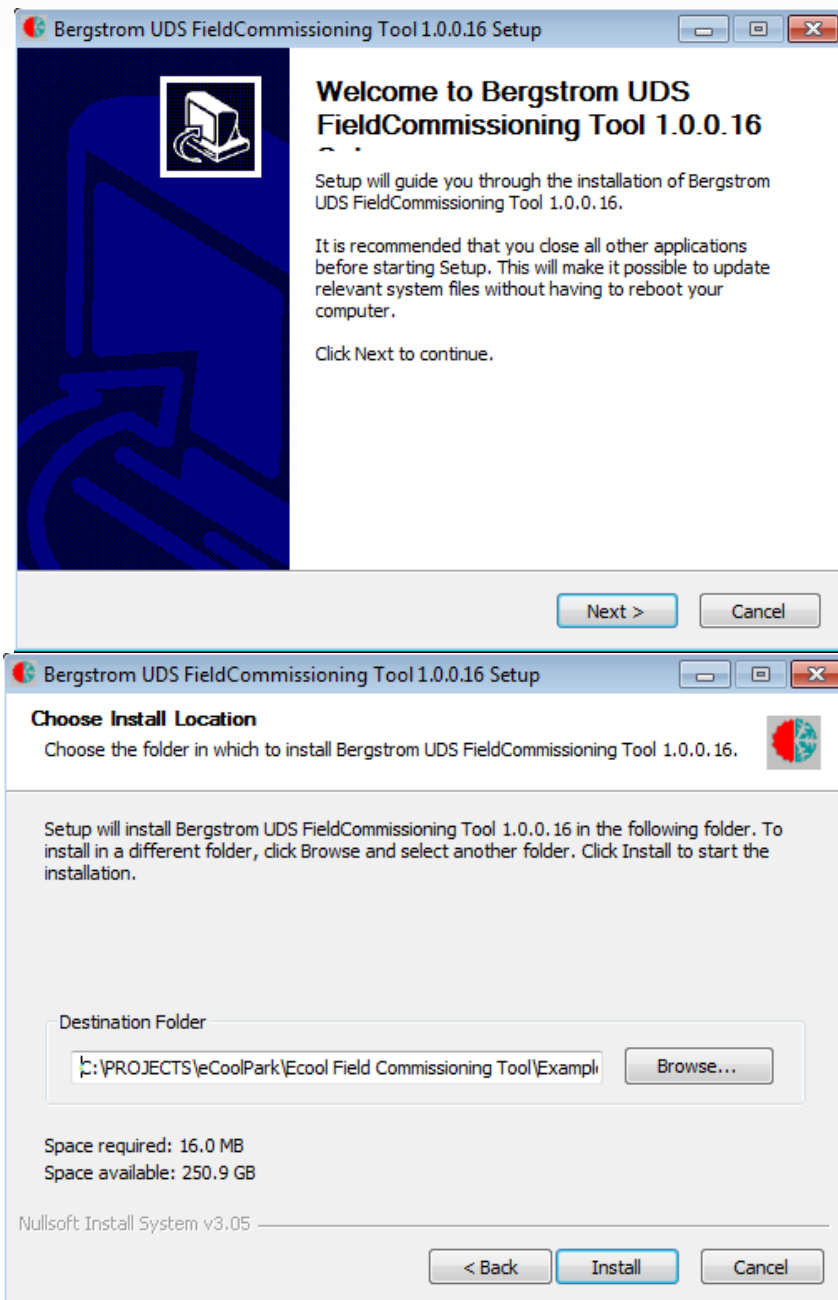 Bergstrom UDS FieldCommissioning Tool 1.0.0.16 Setup
Welcome to Bergstrom UDS
FieldCommissioning Tool 1.0.0.16
Setup will guide you through the installation of Bergstrom
UDS FieldCommissioning Tool 1.0.0.16.
It is recommended that you close all other applications
before starting Setup. This will make it possible to update
relevant system files without having to reboot your
computer.
Click Next to continue.
Next >
Cancel
Bergstrom UDS FieldCommissioning Tool 1.0.0.16 Setup
Choose Install Location
Choose the folder in which to install Bergstrom UDS FieldCommissioning Tool 1.0.0.16.
Setup will install Bergstrom UDS FieldCommissioning Tool 1.0.0.16 in the following folder. To
install in a different folder, click Browse and select another folder. Click Install to start the
installation.
Destination Folder
C:\PROJECTS\eCoolPark\Ecool Field Commissioning Tool\Exampl
Browse...
Space required: 16.0 MB
Space available: 250.9 GB
Nullsoft Install System v3.05
< Back
Install
Cancel